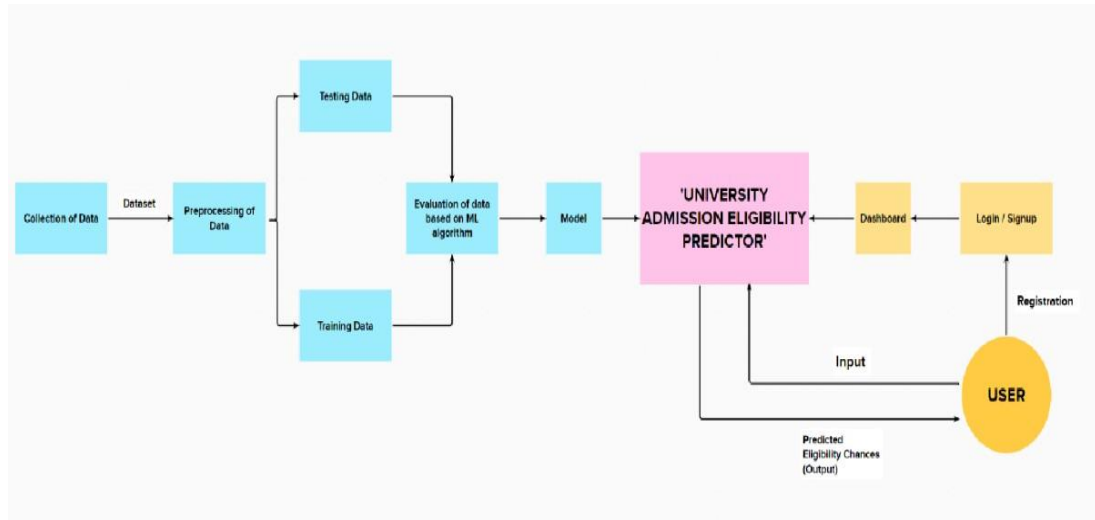 Testing Data
Collection of Data
Dataset
Preprocessing of
Data
Evaluation of data
based on ML
algorithm
Model
'UNIVERSITY
ADMISSION ELIGIBILITY
PREDICTOR'
Dashboard
Login / Signup
Registration
Training Data
Input
USER
Predicted
Eligibility Chances
(Output)